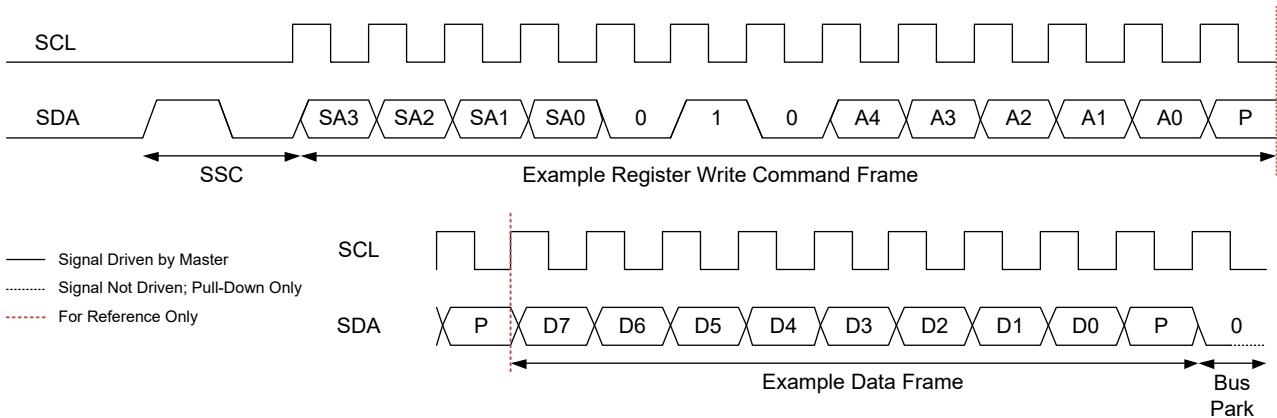 SCL
SDA SA3 SA2 SA1 SA0 0 1 0 A4 A3 A2 A1 A0 P
SSC Example Register Write Command Frame
SCL
Signal Driven by Master
Signal Not Driven; Pull-Down Only
For Reference Only
SDA P D7 D6 D5 D4 D3 D2 D1 D0 P 0
Example Data Frame Bus
Park